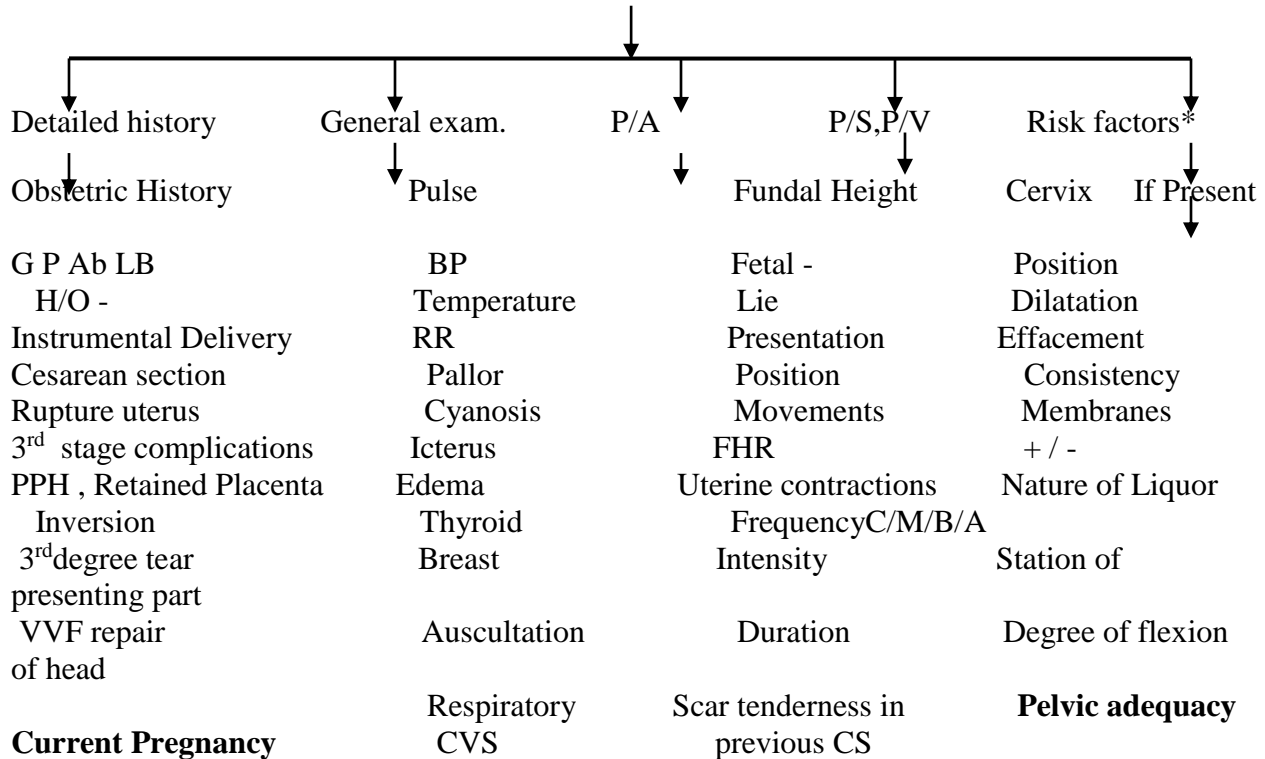 Detailed history General exam. P/A P/S,P/V Risk factors*
Obstetric History Pulse Fundal Height Cervix If Present
G P Ab LB BP Fetal - Position
H/O - Temperature Lie Dilatation
Instrumental Delivery RR Presentation Effacement
Cesarean section Pallor Position Consistency
Rupture uterus Cyanosis Movements Membranes
3rd stage complications Icterus FHR + / -
PPH , Retained Placenta Edema Uterine contractions Nature of Liquor
Inversion Thyroid FrequencyC/M/B/A
3rddegree tear Breast Intensity Station of
presenting part
VVF repair Auscultation Duration Degree of flexion
of head
Respiratory Scar tenderness in Pelvic adequacy
Current Pregnancy CVS previous CS